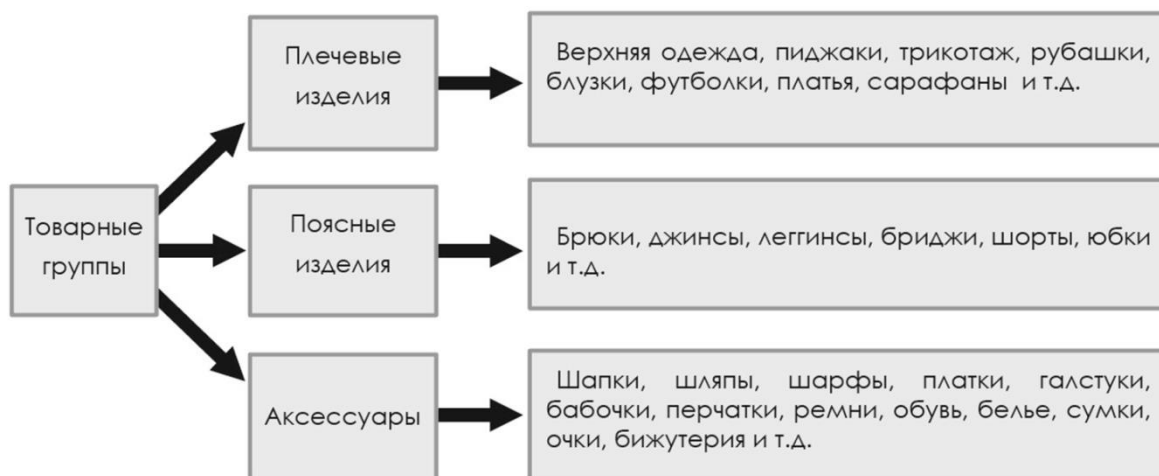 Плечевые
изделия
Верхняя одежда, пиджаки, трикотаж, рубашки,
блузки, футболки, платья, сарафаны и т.д.
Товарные
группы
Поясные
изделия
Брюки, джинсы, леггинсы, бриджи, шорты, юбки
и т.д.
Аксессуары
Шапки, шляпы, шарфы, платки, галстуки,
бабочки, перчатки, ремни, обувь, белье, сумки,
очки, бижутерия и т.д.